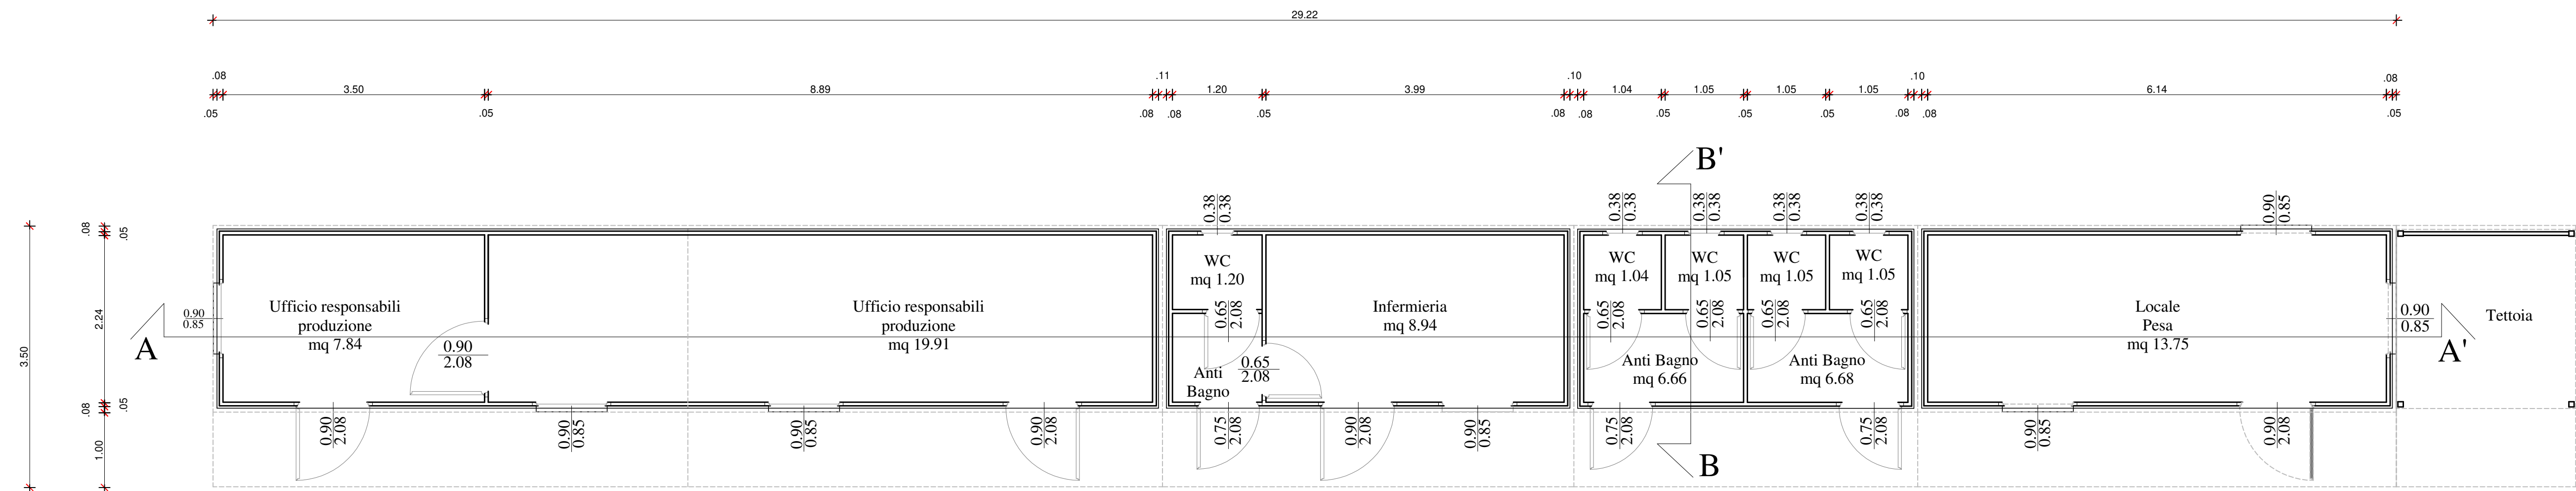 29.22
.08
.11
.10
.10
.08
3.50
8.89
1.20
3.99
1.04
1.05
1.05
1.05
6.14
.05
.05
.08
.08
.05
.08
.08
.05
.05
.05
.08
.08
.05
B'
0.38
0.38
0.38
0.38
0.38
0.38
0.38
0.38
0.38
0.38
0.90
0.85
.08
.05
2.24
3.50
.08
.05
1.00
A
0.90
0.85
Ufficio responsabili
produzione
mq 7.84
0.90
2.08
Ufficio responsabili
produzione
mq 19.91
WC
mq 1.20
0.65
2.08
Anti
Bagno
0.65
2.08
Infermieria
mq 8.94
WC
mq 1.04
WC
mq 1.05
WC
mq 1.05
WC
mq 1.05
0.65
2.08
0.65
2.08
0.65
2.08
0.65
2.08
Anti Bagno
mq 6.66
Anti Bagno
mq 6.68
Locale
Pesa
mq 13.75
0.90
0.85
A'
Tettoia
0.90
2.08
0.90
0.85
0.90
0.85
0.90
2.08
0.75
2.08
0.90
2.08
0.90
0.85
0.75
2.08
B
0.75
2.08
0.90
0.85
0.90
2.08